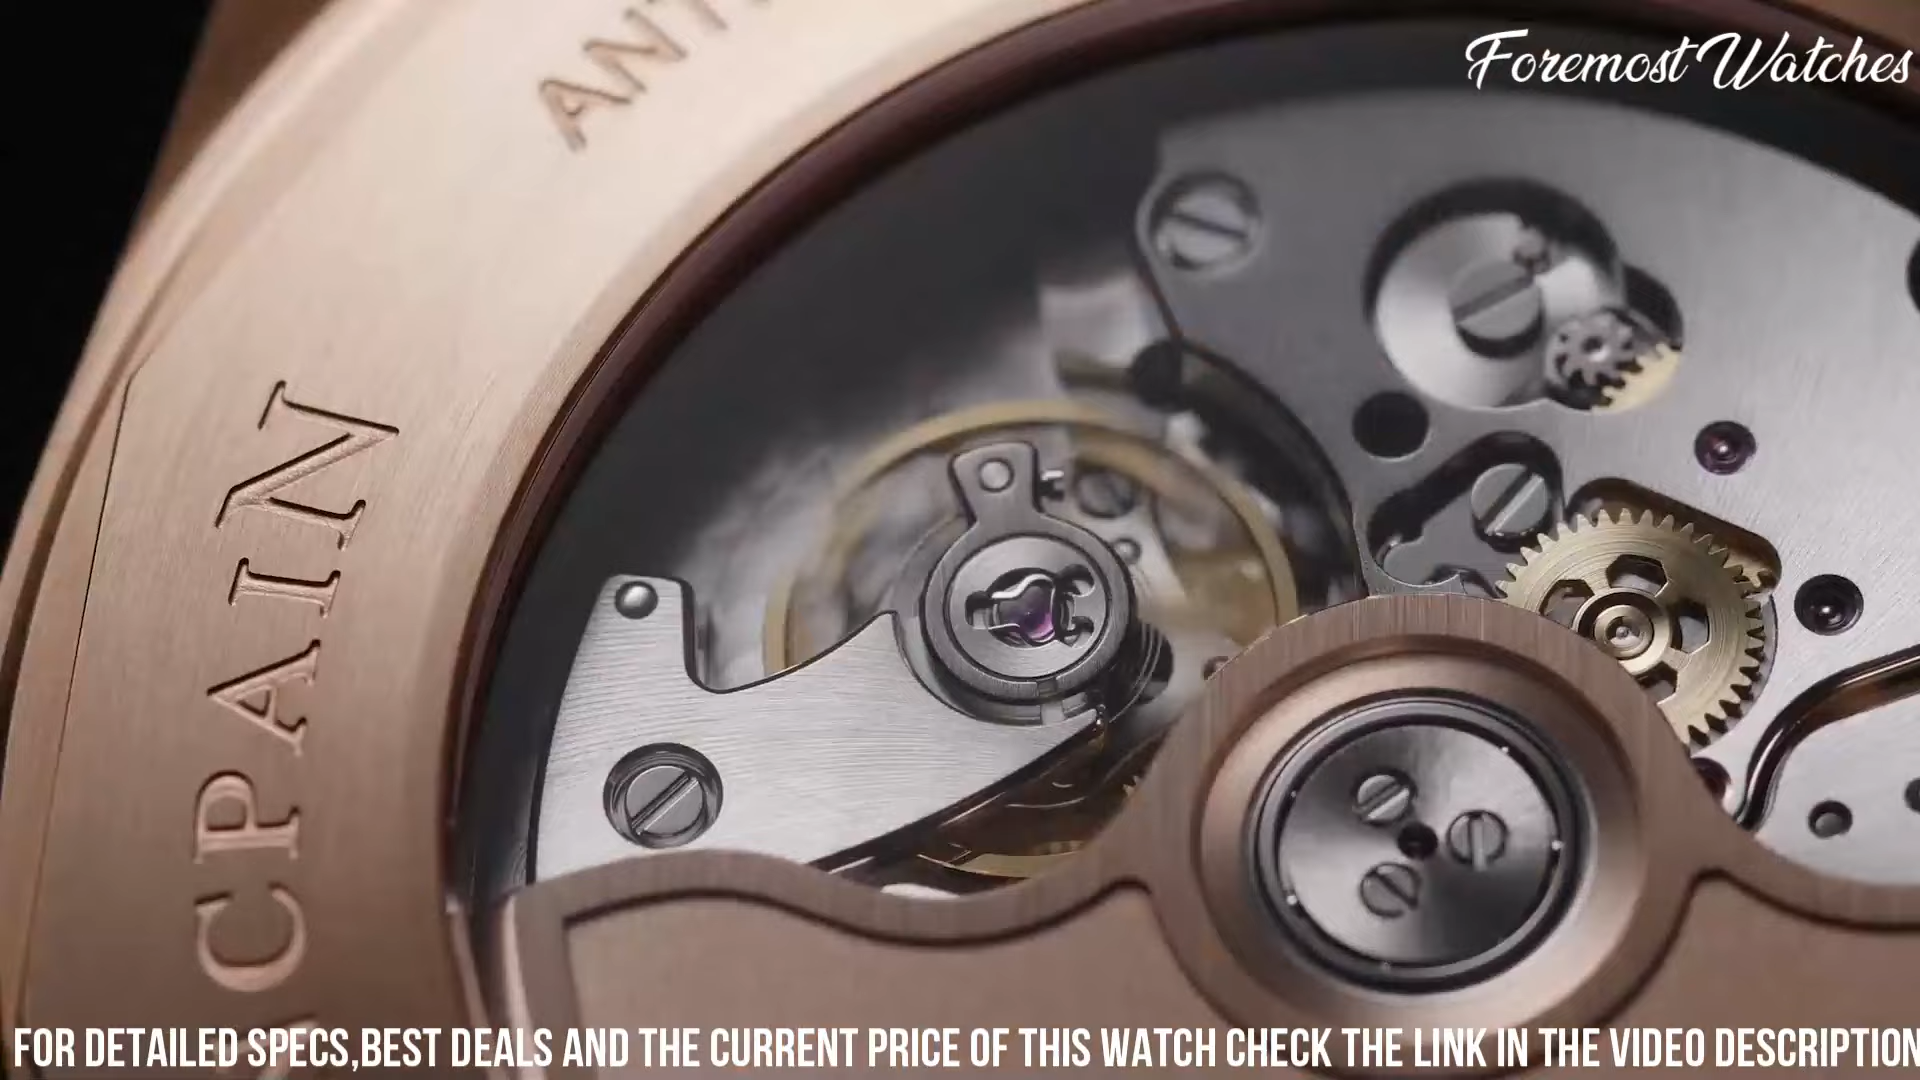 Foremost Watches
ANT
CPAIN
FOR DETAILED SPECS,BEST DEALS AND THE CURRENT PRICE OF THIS WATCH CHECK THE LINK IN THE VIDEO DESCRIPTION